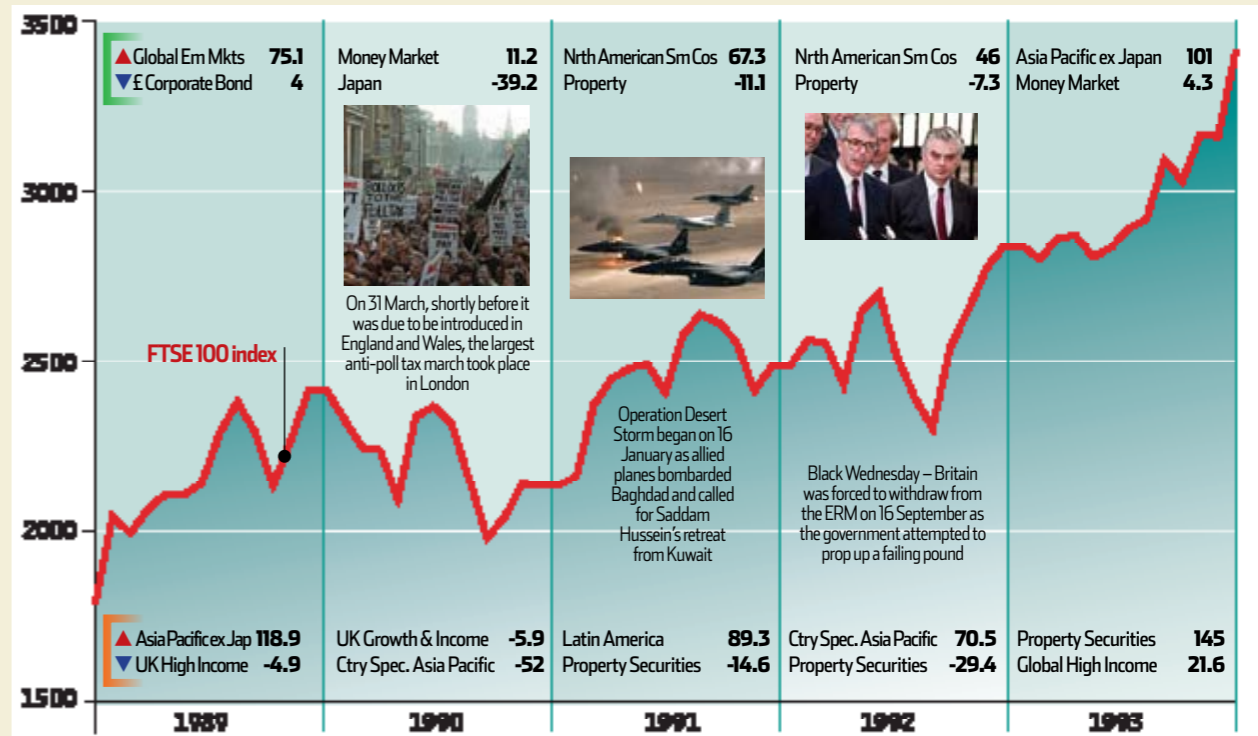 3500
3000
2500
2000
1500
▲ Global Em Mkts 75.1
▼ £ Corporate Bond 4
Money Market 11.2
Japan -39.2
Nrth American Sm Cos 67.3
Property -11.1
Nrth American Sm Cos 46
Property -7.3
Asia Pacific ex Japan 101
Money Market 4.3
FTSE 100 index
On 31 March, shortly before it
was due to be introduced in
England and Wales, the largest
anti-poll tax march took place
in London
Operation Desert
Storm began on 16
January as allied
planes bombarded
Baghdad and called
for Saddam
Hussein's retreat
from Kuwait
Black Wednesday – Britain
was forced to withdraw from
the ERM on 16 September as
the government attempted to
prop up a failing pound
▲ Asia Pacific ex Jap 118.9
▼ UK High Income -4.9
UK Growth & Income -5.9
Ctry Spec. Asia Pacific -52
Latin America 89.3
Property Securities -14.6
Ctry Spec. Asia Pacific 70.5
Property Securities -29.4
Property Securities 145
Global High Income 21.6
1989
1990
1991
1992
1993